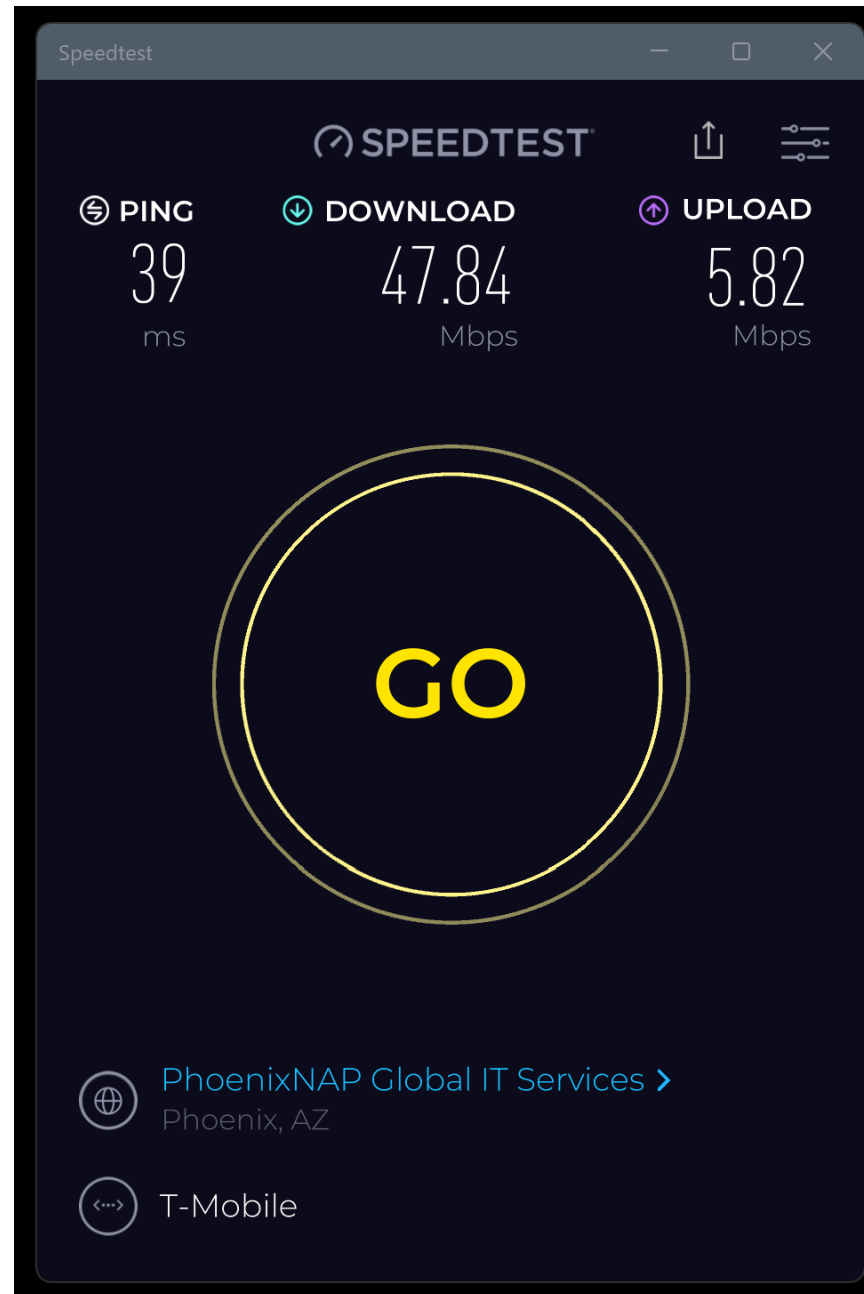 Speedtest
SPEEDTEST
PING DOWNLOAD UPLOAD
39 47.84 5.82
ms Mbps Mbps
GO
PhoenixNAP Global IT Services
Phoenix, AZ
T-Mobile